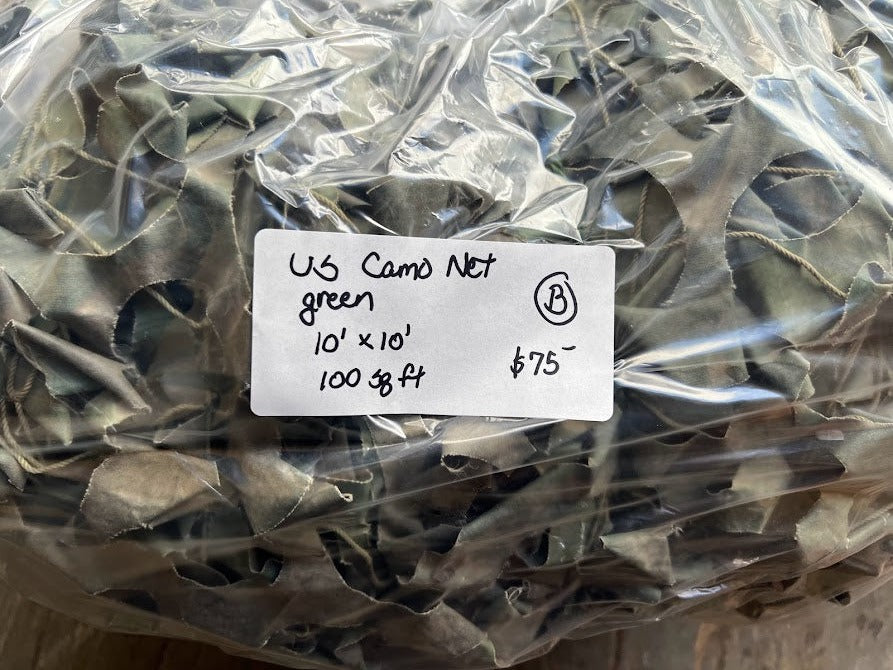 US Camo Net
green
B
10' x 10'
100 sq ft
$75-